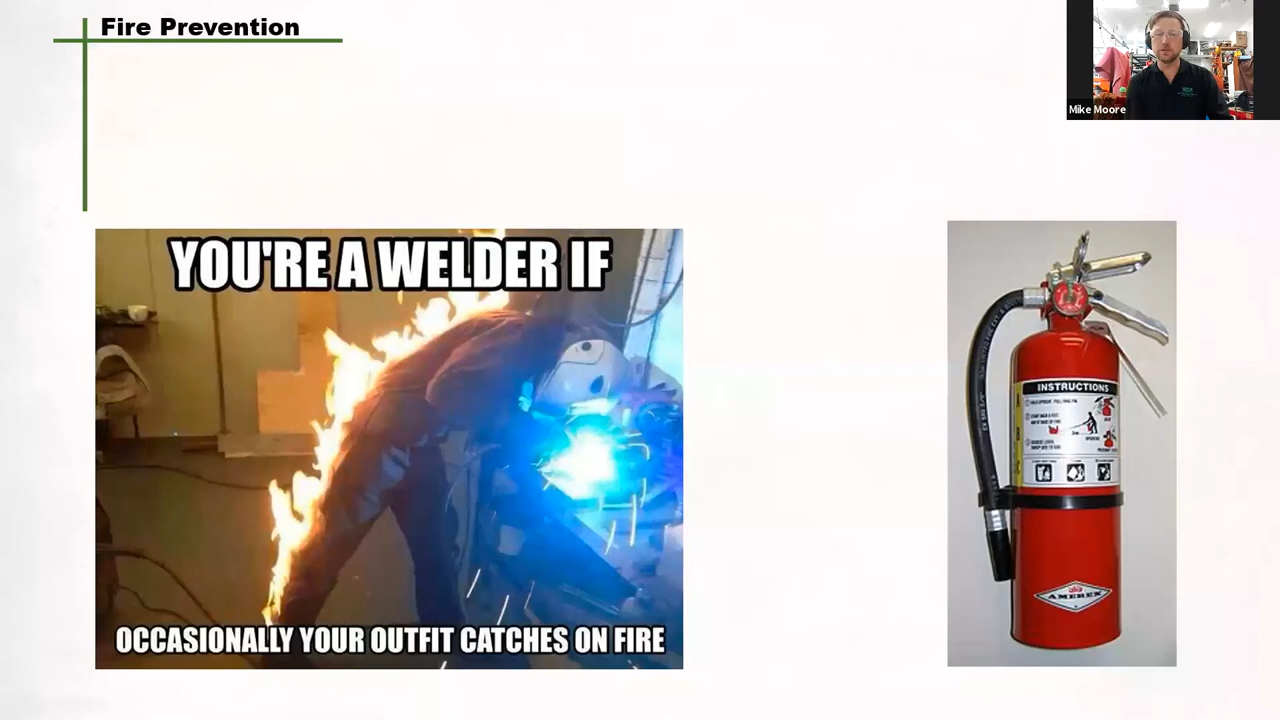 Fire Prevention
Mike Moore
YOU'RE A WELDER IF
OCCASIONALLY YOUR OUTFIT CATCHES ON FIRE
INSTRUCTIONS
AMEREX